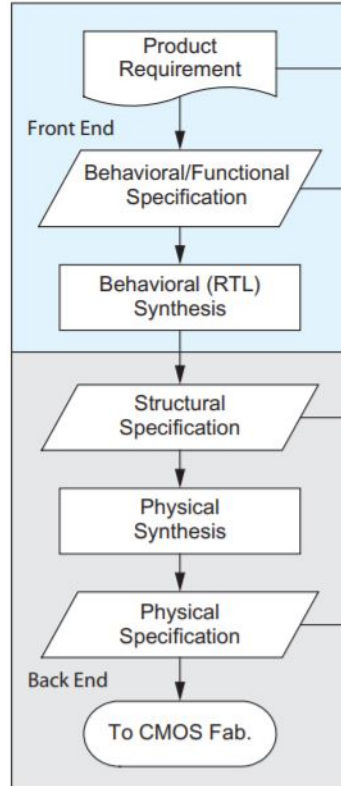 Product
Requirement
Front End
Behavioral/Functional
Specification
Behavioral (RTL)
Synthesis
Structural
Specification
Physical
Synthesis
Physical
Specification
Back End
To CMOS Fab.